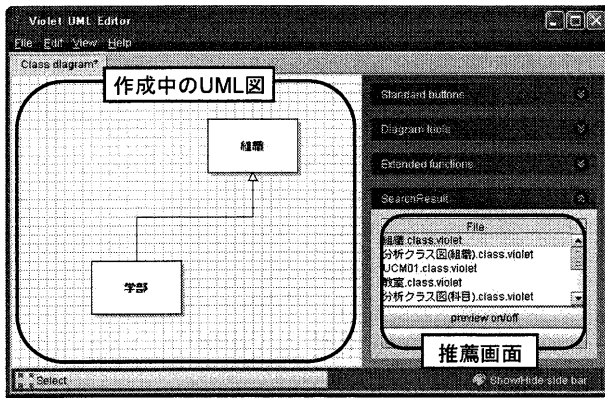 Violet UML Editor
File Edit View Help
Class diagram*
作成中のUML図
組織
学部
Standard buttons
Diagram tools
Extended functions
SearchResult
File
組織.class.violet
分析クラス図(組織).class.violet
UCM01.class.violet
教室.class.violet
分析クラス図(科目).class.violet
preview on/off
推薦画面
Select
Show/Hide side bar